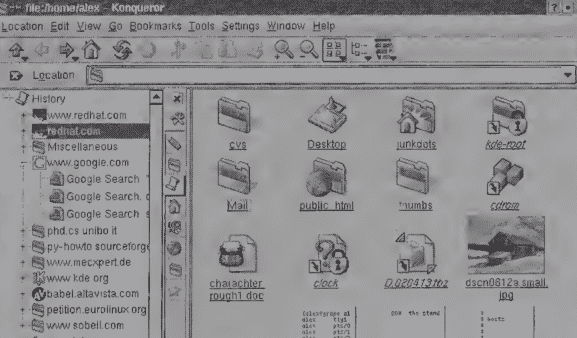 file:/home/alex - Konqueror
Location Edit View Go Bookmarks Tools Settings Window Help
Location
History
www.redhat.com
redhat.com
Miscellaneous
www.google.com
Google Search
Google Search.
Google Search
phd.cs unibo it
py-howto sourceforge
www.mecxpert.de
www kde org
babel.altavista.com
petition.eurolinux org
www sobell.com
cvs Desktop junkdots kde-root
Mail public_html thumbs cdrom
charachter_ clock dscn0612a small.
rough1 doc jpg